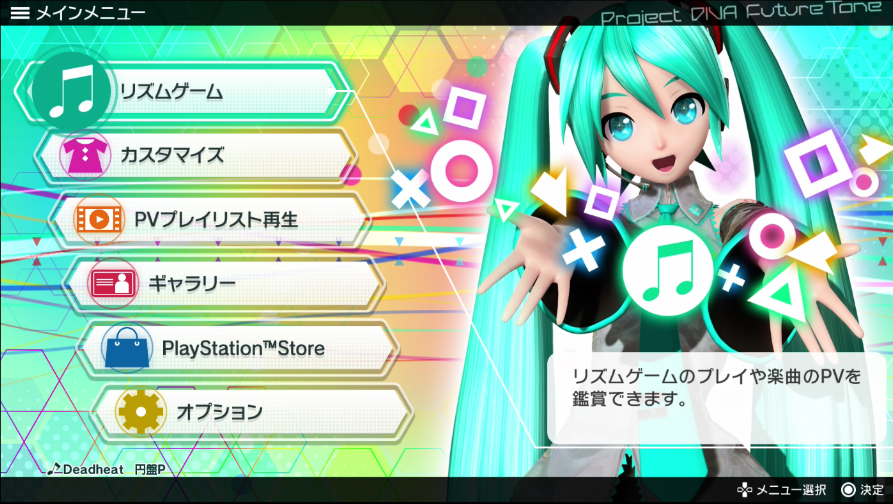 メインメニュー
Project DIVA Future Tone
リズムゲーム
カスタマイズ
PVプレイリスト再生
ギャラリー
PlayStation™Store
オプション
リズムゲームのプレイや楽曲のPVを
鑑賞できます。
Deadheat 円盤P
メニュー選択 決定